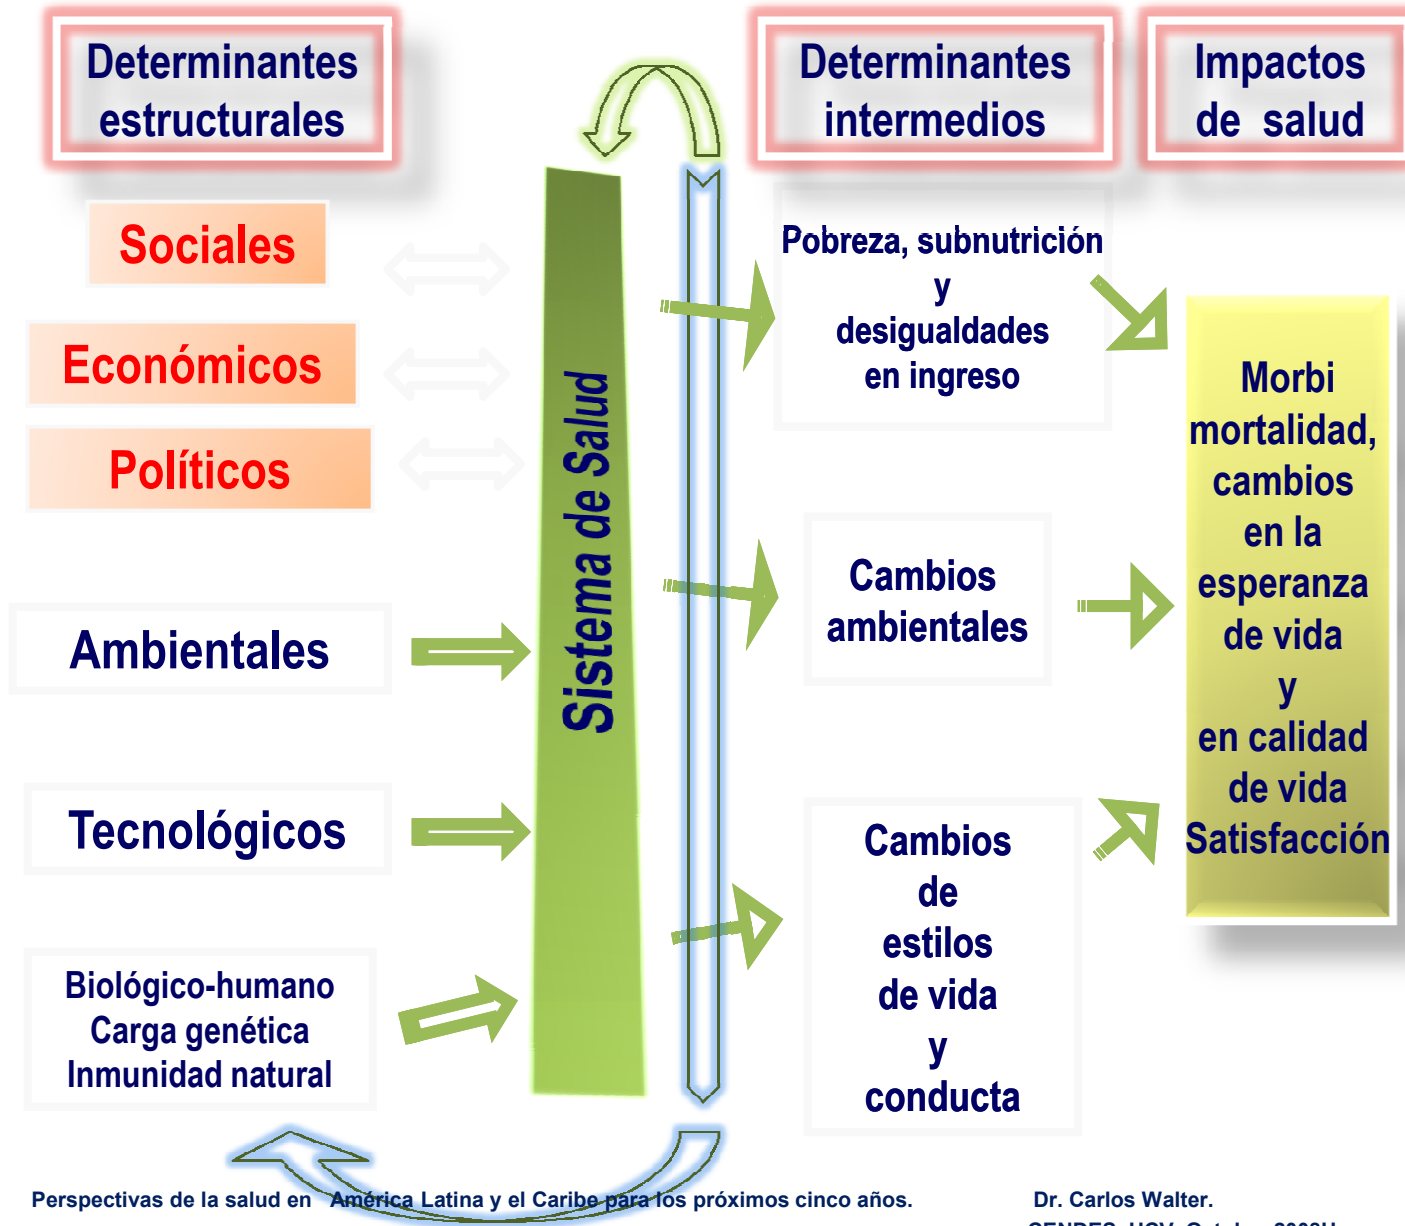 Determinantes
estructurales
Determinantes
intermedios
Impactos
de salud
Sociales
Económicos
Políticos
Ambientales
Tecnológicos
Biológico-humano
Carga genética
Inmunidad natural
Sistema de Salud
Pobreza, subnutrición
y
desigualdades
en ingreso
Cambios
ambientales
Cambios
de
estilos
de vida
y
conducta
Morbi
mortalidad,
cambios
en la
esperanza
de vida
y
en calidad
de vida
Satisfacción
Perspectivas de la salud en América Latina y el Caribe para los próximos cinco años.
Dr. Carlos Walter.